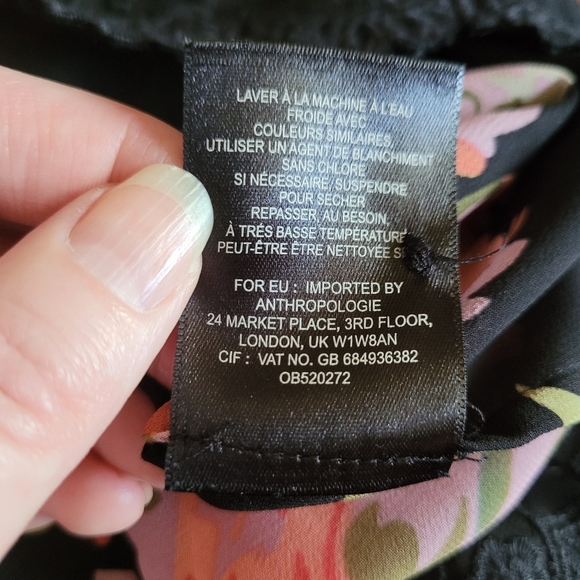 LAVER À LA MACHINE À L'EAU
FROIDE AVEC
COULEURS SIMILAIRES,
UTILISER UN AGENT DE BLANCHIMENT
SANS CHLORE
SI NÉCESSAIRE, SUSPENDRE
POUR SÉCHER
REPASSER, AU BESOIN,
À TRÈS BASSE TEMPÉRATURE
PEUT-ÊTRE ÊTRE NETTOYÉE
FOR EU : IMPORTED BY
ANTHROPOLOGIE
24 MARKET PLACE, 3RD FLOOR,
LONDON, UK W1W8AN
CIF : VAT NO. GB 684936382
OB520272